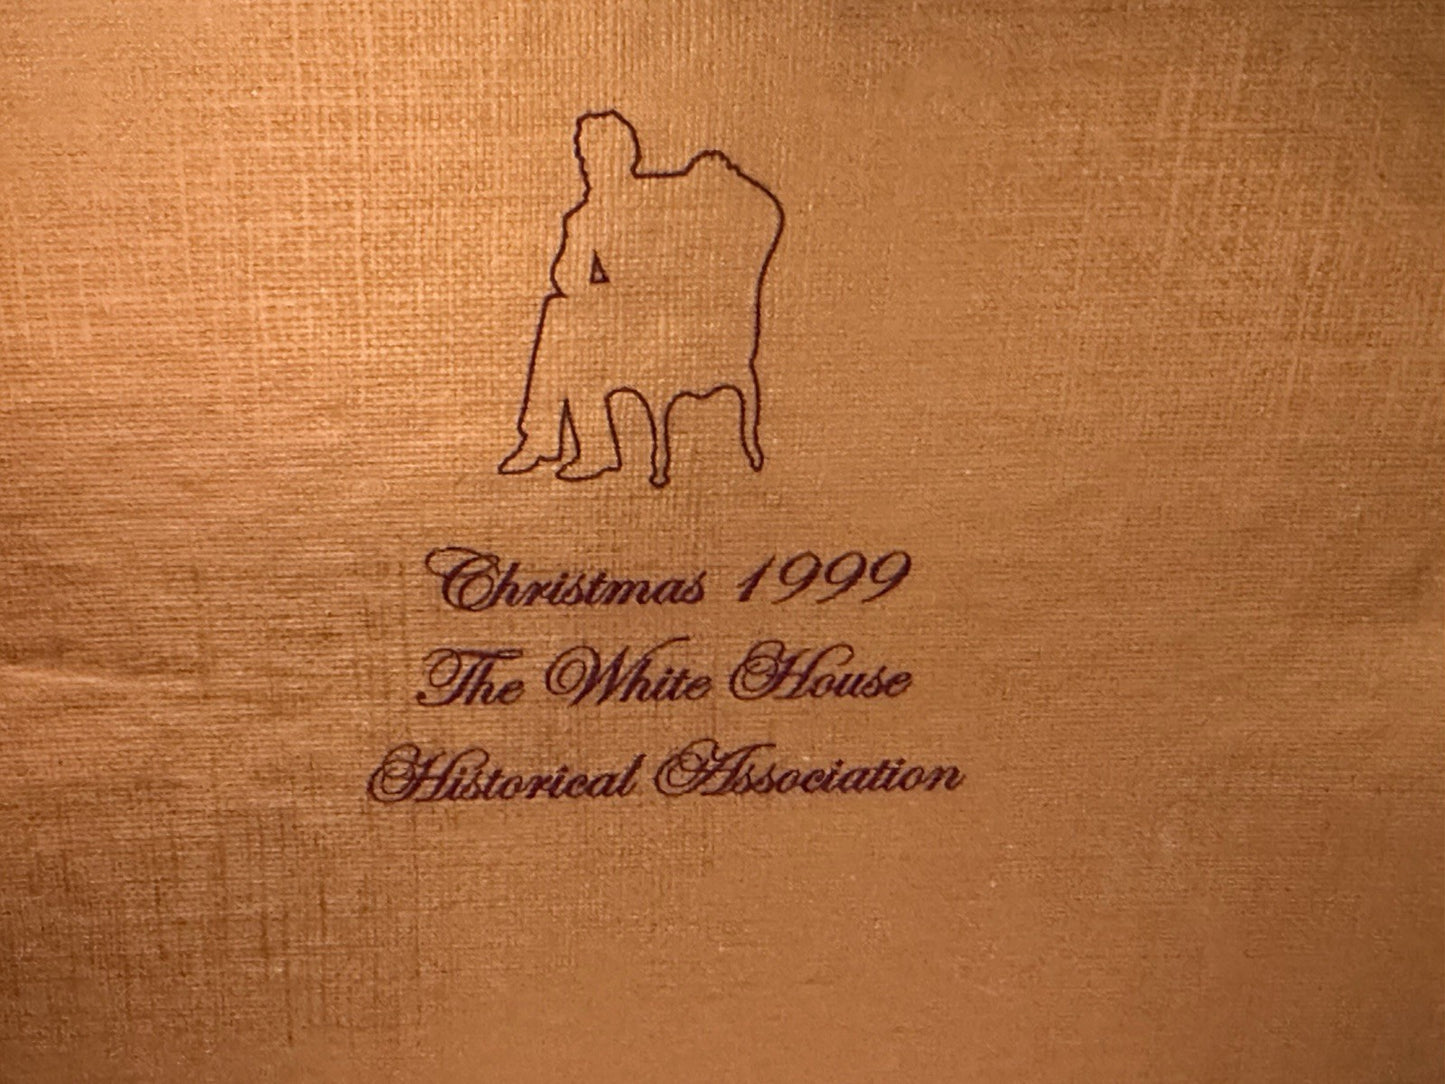 Christmas 1999
The White House
Historical Association